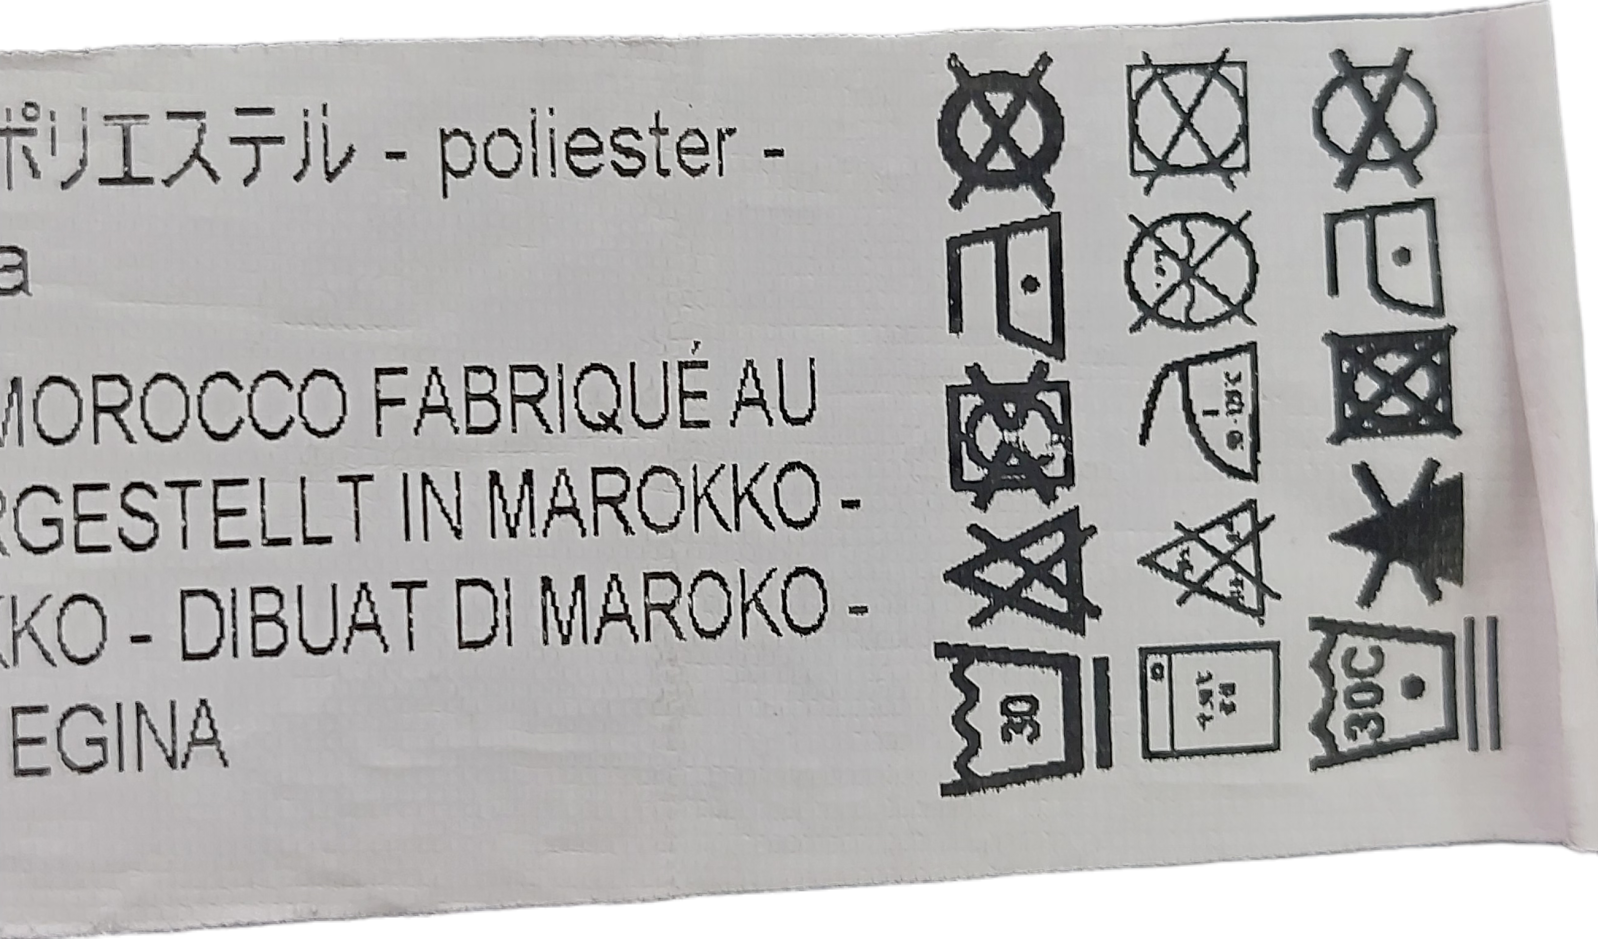 ポリエステル - poliester -
a
MOROCCO FABRIQUÉ AU
RGESTELLT IN MAROKKO -
KKO - DIBUAT DI MAROKO -
EGINA
30
30C